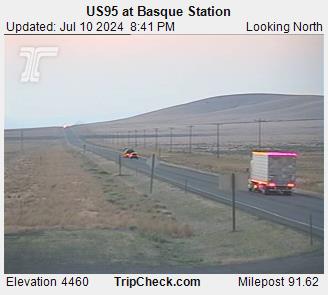 US95 at Basque Station
Updated: Jul 10 2024 8:41 PM Looking North
Elevation 4460 TripCheck.com Milepost 91.62